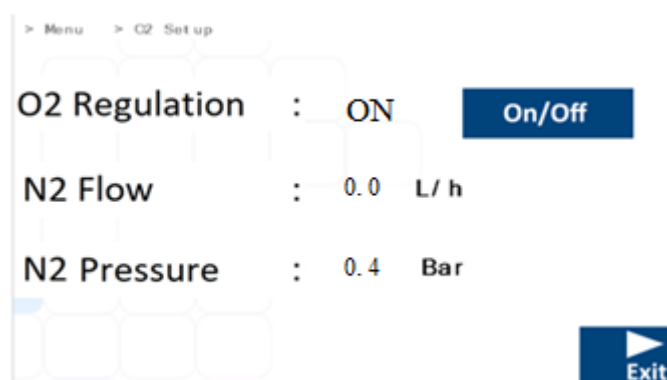 > Menu > O2 Set up
O2 Regulation : ON On/Off
N2 Flow : 0.0 L/h
N2 Pressure : 0.4 Bar
Exit